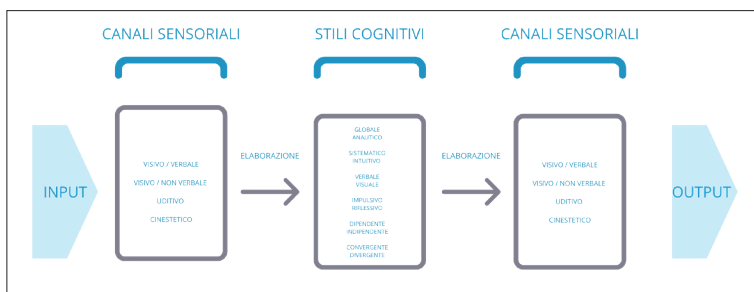 CANALI SENSORIALI
STILI COGNITIVI
CANALI SENSORIALI
INPUT
VISIVO / VERBALE
VISIVO / NON VERBALE
UDITIVO
CINESTETICO
ELABORAZIONE
GLOBALE
ANALITICO
SISTEMATICO
INTUITIVO
VERBALE
VISUALE
IMPULSIVO
RIFLESSIVO
DIPENDENTE
INDIPENDENTE
CONVERGENTE
DIVERGENTE
ELABORAZIONE
VISIVO / VERBALE
VISIVO / NON VERBALE
UDITIVO
CINESTETICO
OUTPUT